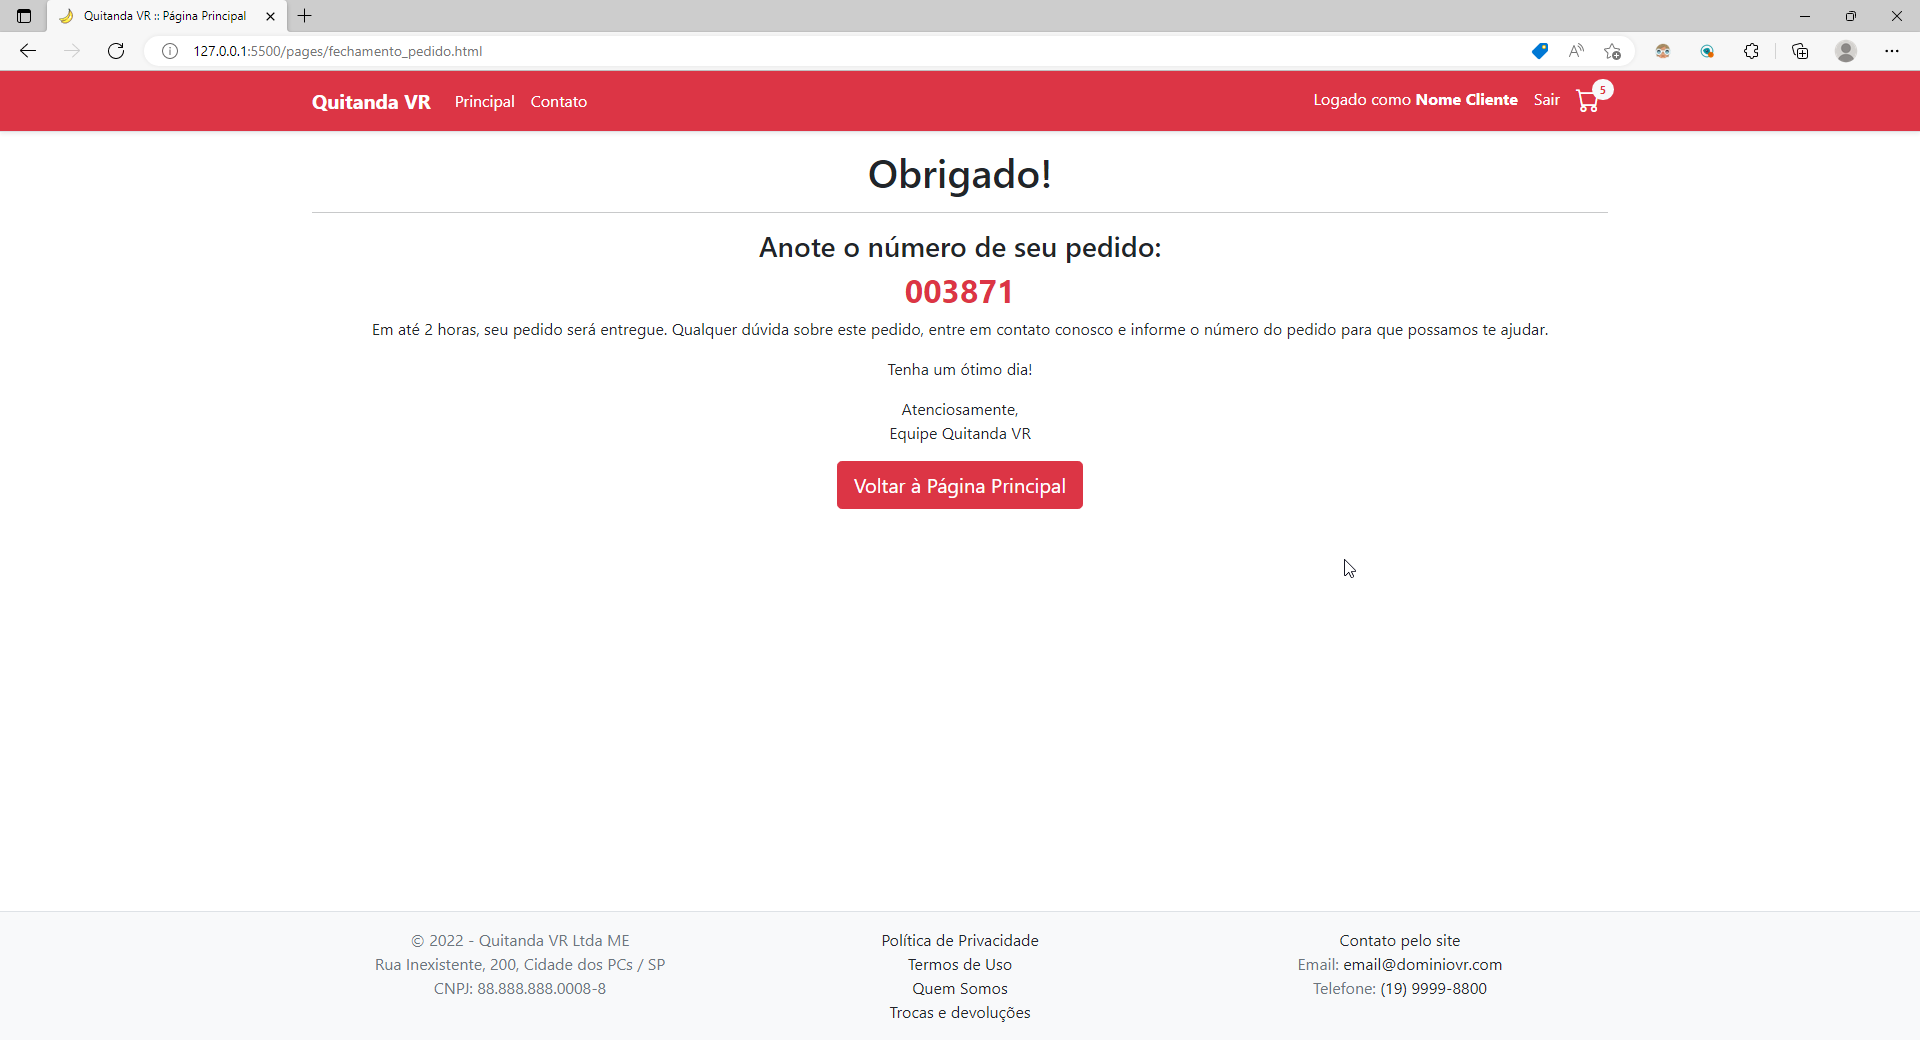 Quitanda VR :: Página Principal
127.0.0.1:5500/pages/fechamento_pedido.html
Quitanda VR Principal Contato Logado como Nome Cliente Sair 5
Obrigado!
Anote o número de seu pedido:
003871
Em até 2 horas, seu pedido será entregue. Qualquer dúvida sobre este pedido, entre em contato conosco e informe o número do pedido para que possamos te ajudar.
Tenha um ótimo dia!
Atenciosamente,
Equipe Quitanda VR
Voltar à Página Principal
© 2022 - Quitanda VR Ltda ME
Rua Inexistente, 200, Cidade dos PCs / SP
CNPJ: 88.888.888.0008-8
Política de Privacidade
Termos de Uso
Quem Somos
Trocas e devoluções
Contato pelo site
Email: email@dominiovr.com
Telefone: (19) 9999-8800